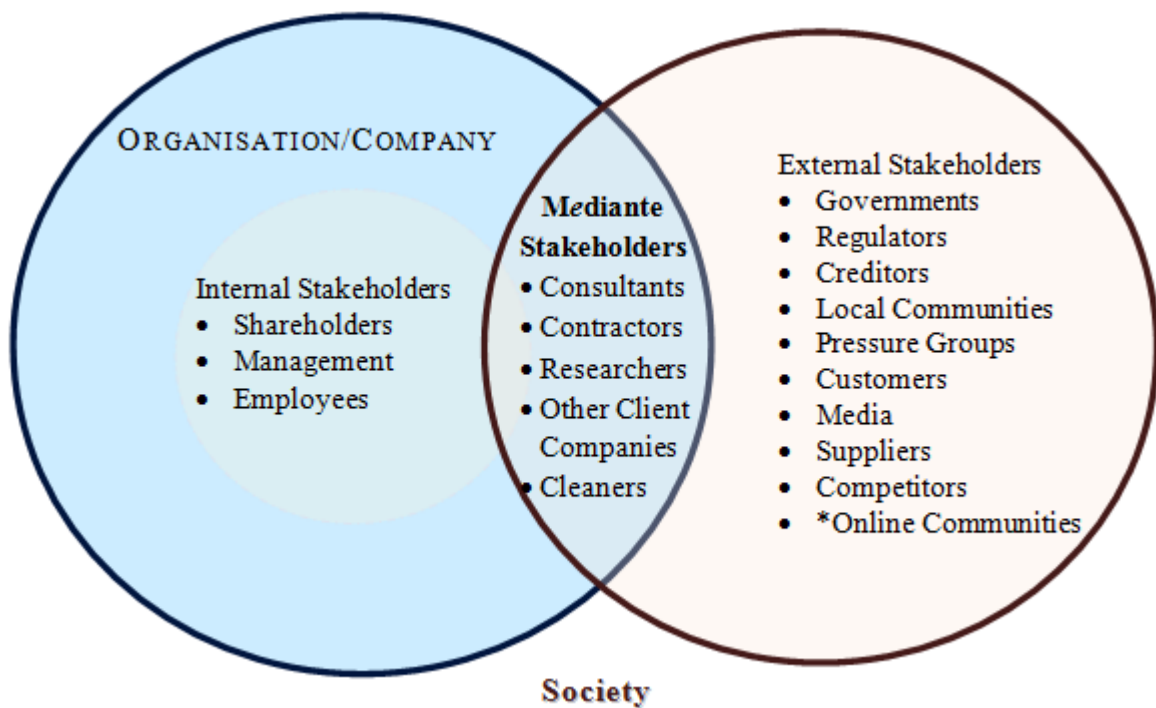 ORGANISATION/COMPANY
Internal Stakeholders
• Shareholders
• Management
• Employees
Mediante
Stakeholders
• Consultants
• Contractors
• Researchers
• Other Client
Companies
• Cleaners
External Stakeholders
• Governments
• Regulators
• Creditors
• Local Communities
• Pressure Groups
• Customers
• Media
• Suppliers
• Competitors
• *Online Communities
Society